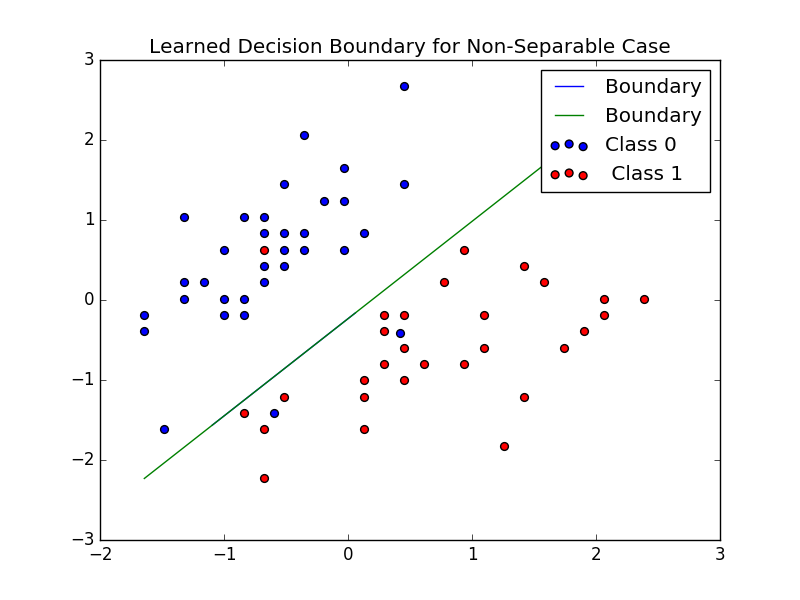 Learned Decision Boundary for Non-Separable Case
Boundary
Boundary
Class 0
Class 1
3
2
1
0
−1
−2
−3
−2
−1
0
1
2
3